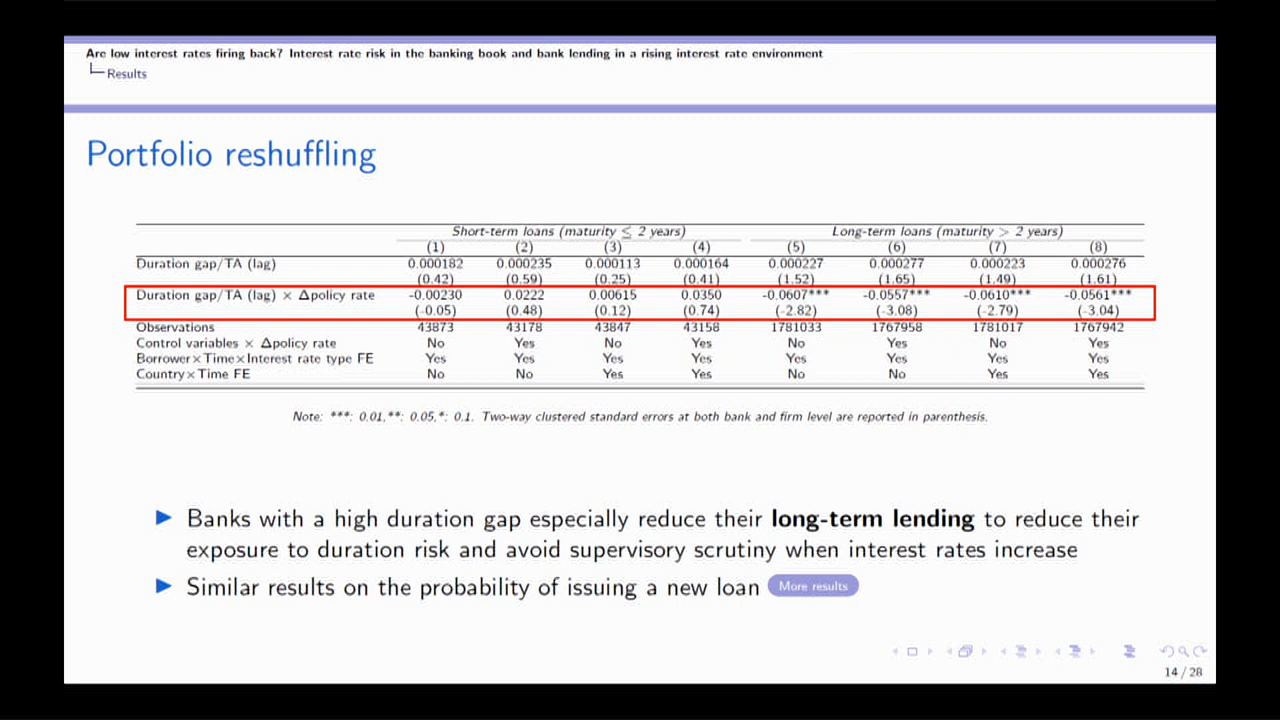 Are low interest rates firing back? Interest rate risk in the banking book and bank lending in a rising interest rate environment
Results
Portfolio reshuffling
Short-term loans (maturity ≤ 2 years) Long-term loans (maturity > 2 years)
(1) (2) (3) (4) (5) (6) (7) (8)
Duration gap/TA (lag) 0.000182 0.000235 0.000113 0.000164 0.000227 0.000277 0.000223 0.000276
(0.42) (0.59) (0.25) (0.41) (1.52) (1.65) (1.49) (1.61)
Duration gap/TA (lag) × Δpolicy rate -0.00230 0.0222 0.00615 0.0350 -0.0607*** -0.0557*** -0.0610*** -0.0561***
(-0.05) (0.48) (0.12) (0.74) (-2.82) (-3.08) (-2.79) (-3.04)
Observations 43873 43178 43847 43158 1781033 1767958 1781017 1767942
Control variables × Δpolicy rate No Yes No Yes No Yes No Yes
Borrower×Time×Interest rate type FE Yes Yes Yes Yes Yes Yes Yes Yes
Country×Time FE No No Yes Yes No No Yes Yes
Note: ***: 0.01,**: 0.05,*: 0.1. Two-way clustered standard errors at both bank and firm level are reported in parenthesis.
Banks with a high duration gap especially reduce their long-term lending to reduce their
exposure to duration risk and avoid supervisory scrutiny when interest rates increase
Similar results on the probability of issuing a new loan More results
14 / 28